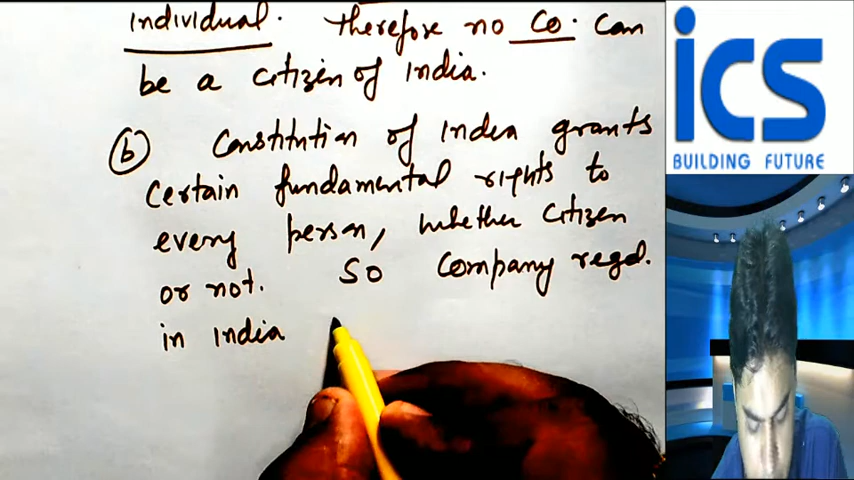 individual. Therefore no Co. Can
be a citizen of India.
(b) Constitution of India grants
Certain fundamental rights to
every person, whether citizen
or not. So Company regd.
in India
ics
BUILDING FUTURE